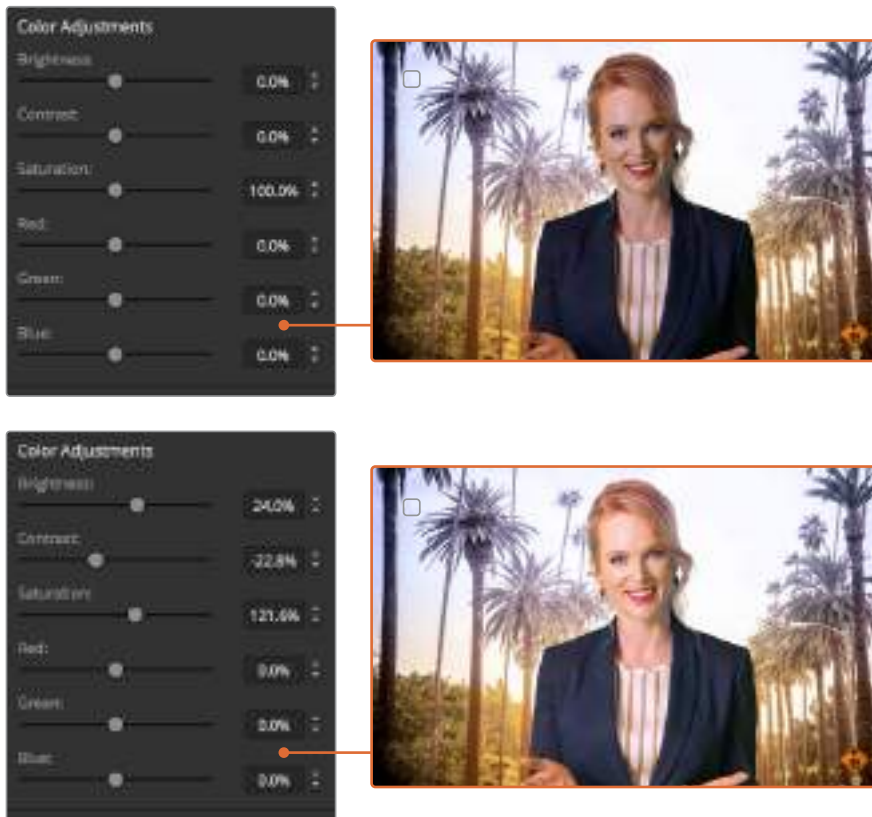 Color Adjustments
Brightness:
0.0%
Contrast:
0.0%
Saturation:
100.0%
Red:
0.0%
Green:
0.0%
Blue:
0.0%
Color Adjustments
Brightness:
24.0%
Contrast:
-22.8%
Saturation:
121.6%
Red:
0.0%
Green:
0.0%
Blue:
0.0%